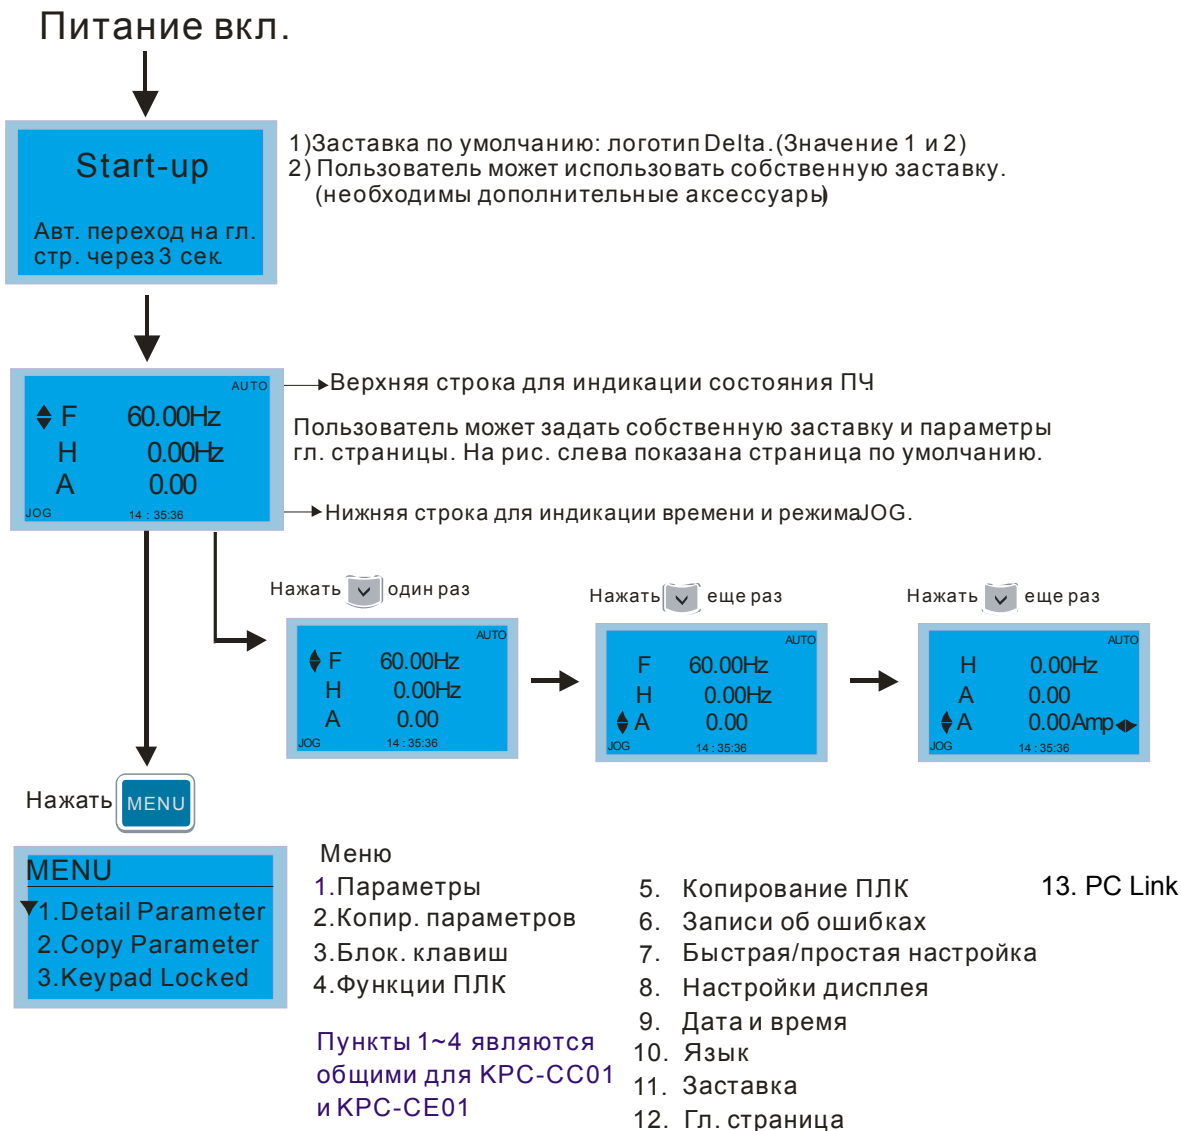 Питание вкл.
Start-up
Авт. переход на гл.
стр. через 3 сек.
1)Заставка по умолчанию: логотип Delta.(Значение 1 и 2)
2) Пользователь может использовать собственную заставку.
(необходимы дополнительные аксессуары)
AUTO
F 60.00Hz
H 0.00Hz
A 0.00
JOG 14 : 35:36
Верхняя строка для индикации состояния ПЧ
Пользователь может задать собственную заставку и параметры
гл. страницы. На рис. слева показана страница по умолчанию.
Нижняя строка для индикации времени и режимаJOG.
Нажать один раз
AUTO
F 60.00Hz
H 0.00Hz
A 0.00
JOG 14 : 35:36
Нажать еще раз
AUTO
F 60.00Hz
H 0.00Hz
A 0.00
JOG 14 : 35:36
Нажать еще раз
AUTO
H 0.00Hz
A 0.00
A 0.00Amp
JOG 14 : 35:36
Нажать MENU
MENU
1.Detail Parameter
2.Copy Parameter
3.Keypad Locked
Меню
1.Параметры
2.Копир. параметров
3.Блок. клавиш
4.Функции ПЛК
Пункты 1~4 являются
общими для KPC-CC01
и KPC-CE01
5. Копирование ПЛК
6. Записи об ошибках
7. Быстрая/простая настройка
8. Настройки дисплея
9. Дата и время
10. Язык
11. Заставка
12. Гл. страница
13. PC Link